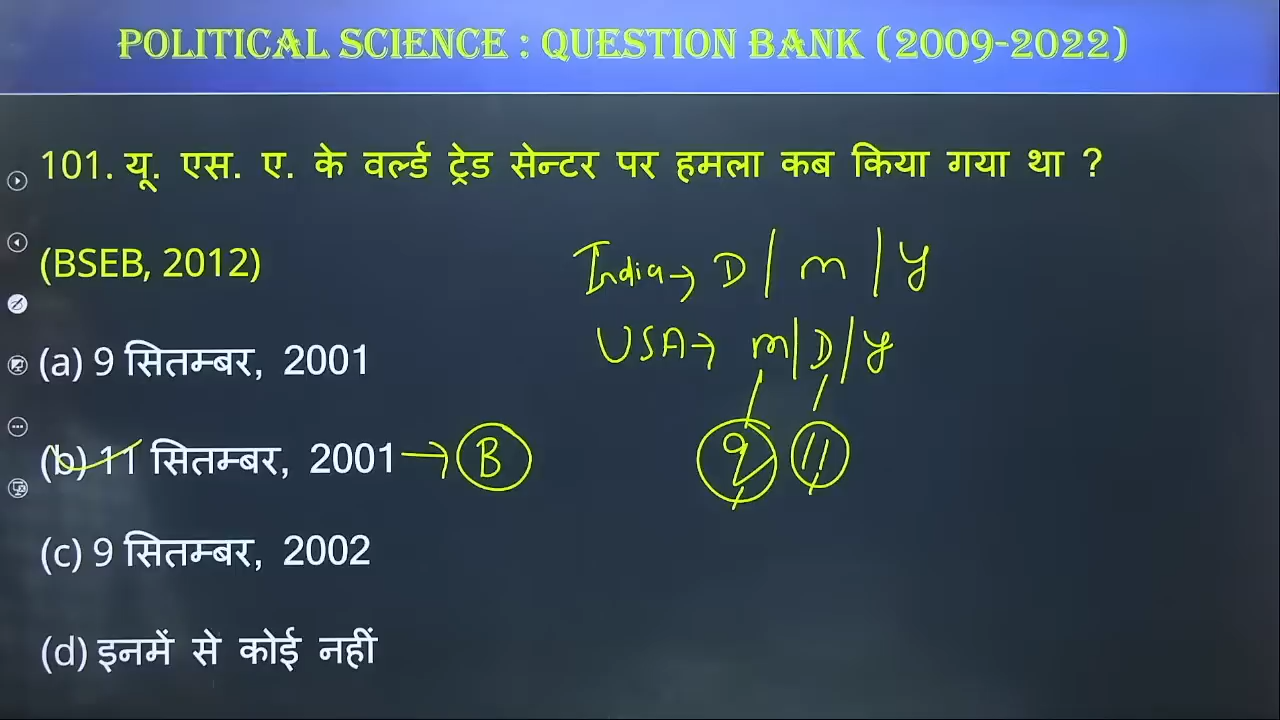 POLITICAL SCIENCE : QUESTION BANK (2009-2022)
101. यू. एस. ए. के वर्ल्ड ट्रेड सेन्टर पर हमला कब किया गया था ?
(BSEB, 2012)
India → D / m / y
USA → m / D / y
(a) 9 सितम्बर, 2001
(b) 11 सितम्बर, 2001 → B
9 11
(c) 9 सितम्बर, 2002
(d) इनमें से कोई नहीं